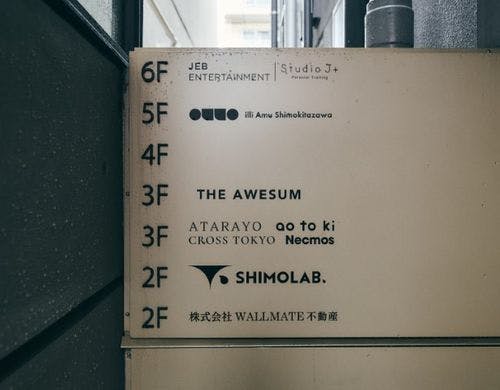 6F JEB ENTERTAINMENT Studio J+ Personal Training
5F illi Amu Shimokitazawa
4F
3F THE AWESUM
3F ATARAYO ao to ki
CROSS TOKYO Necmos
2F SHIMOLAB.
2F 株式会社 WALLMATE 不動産